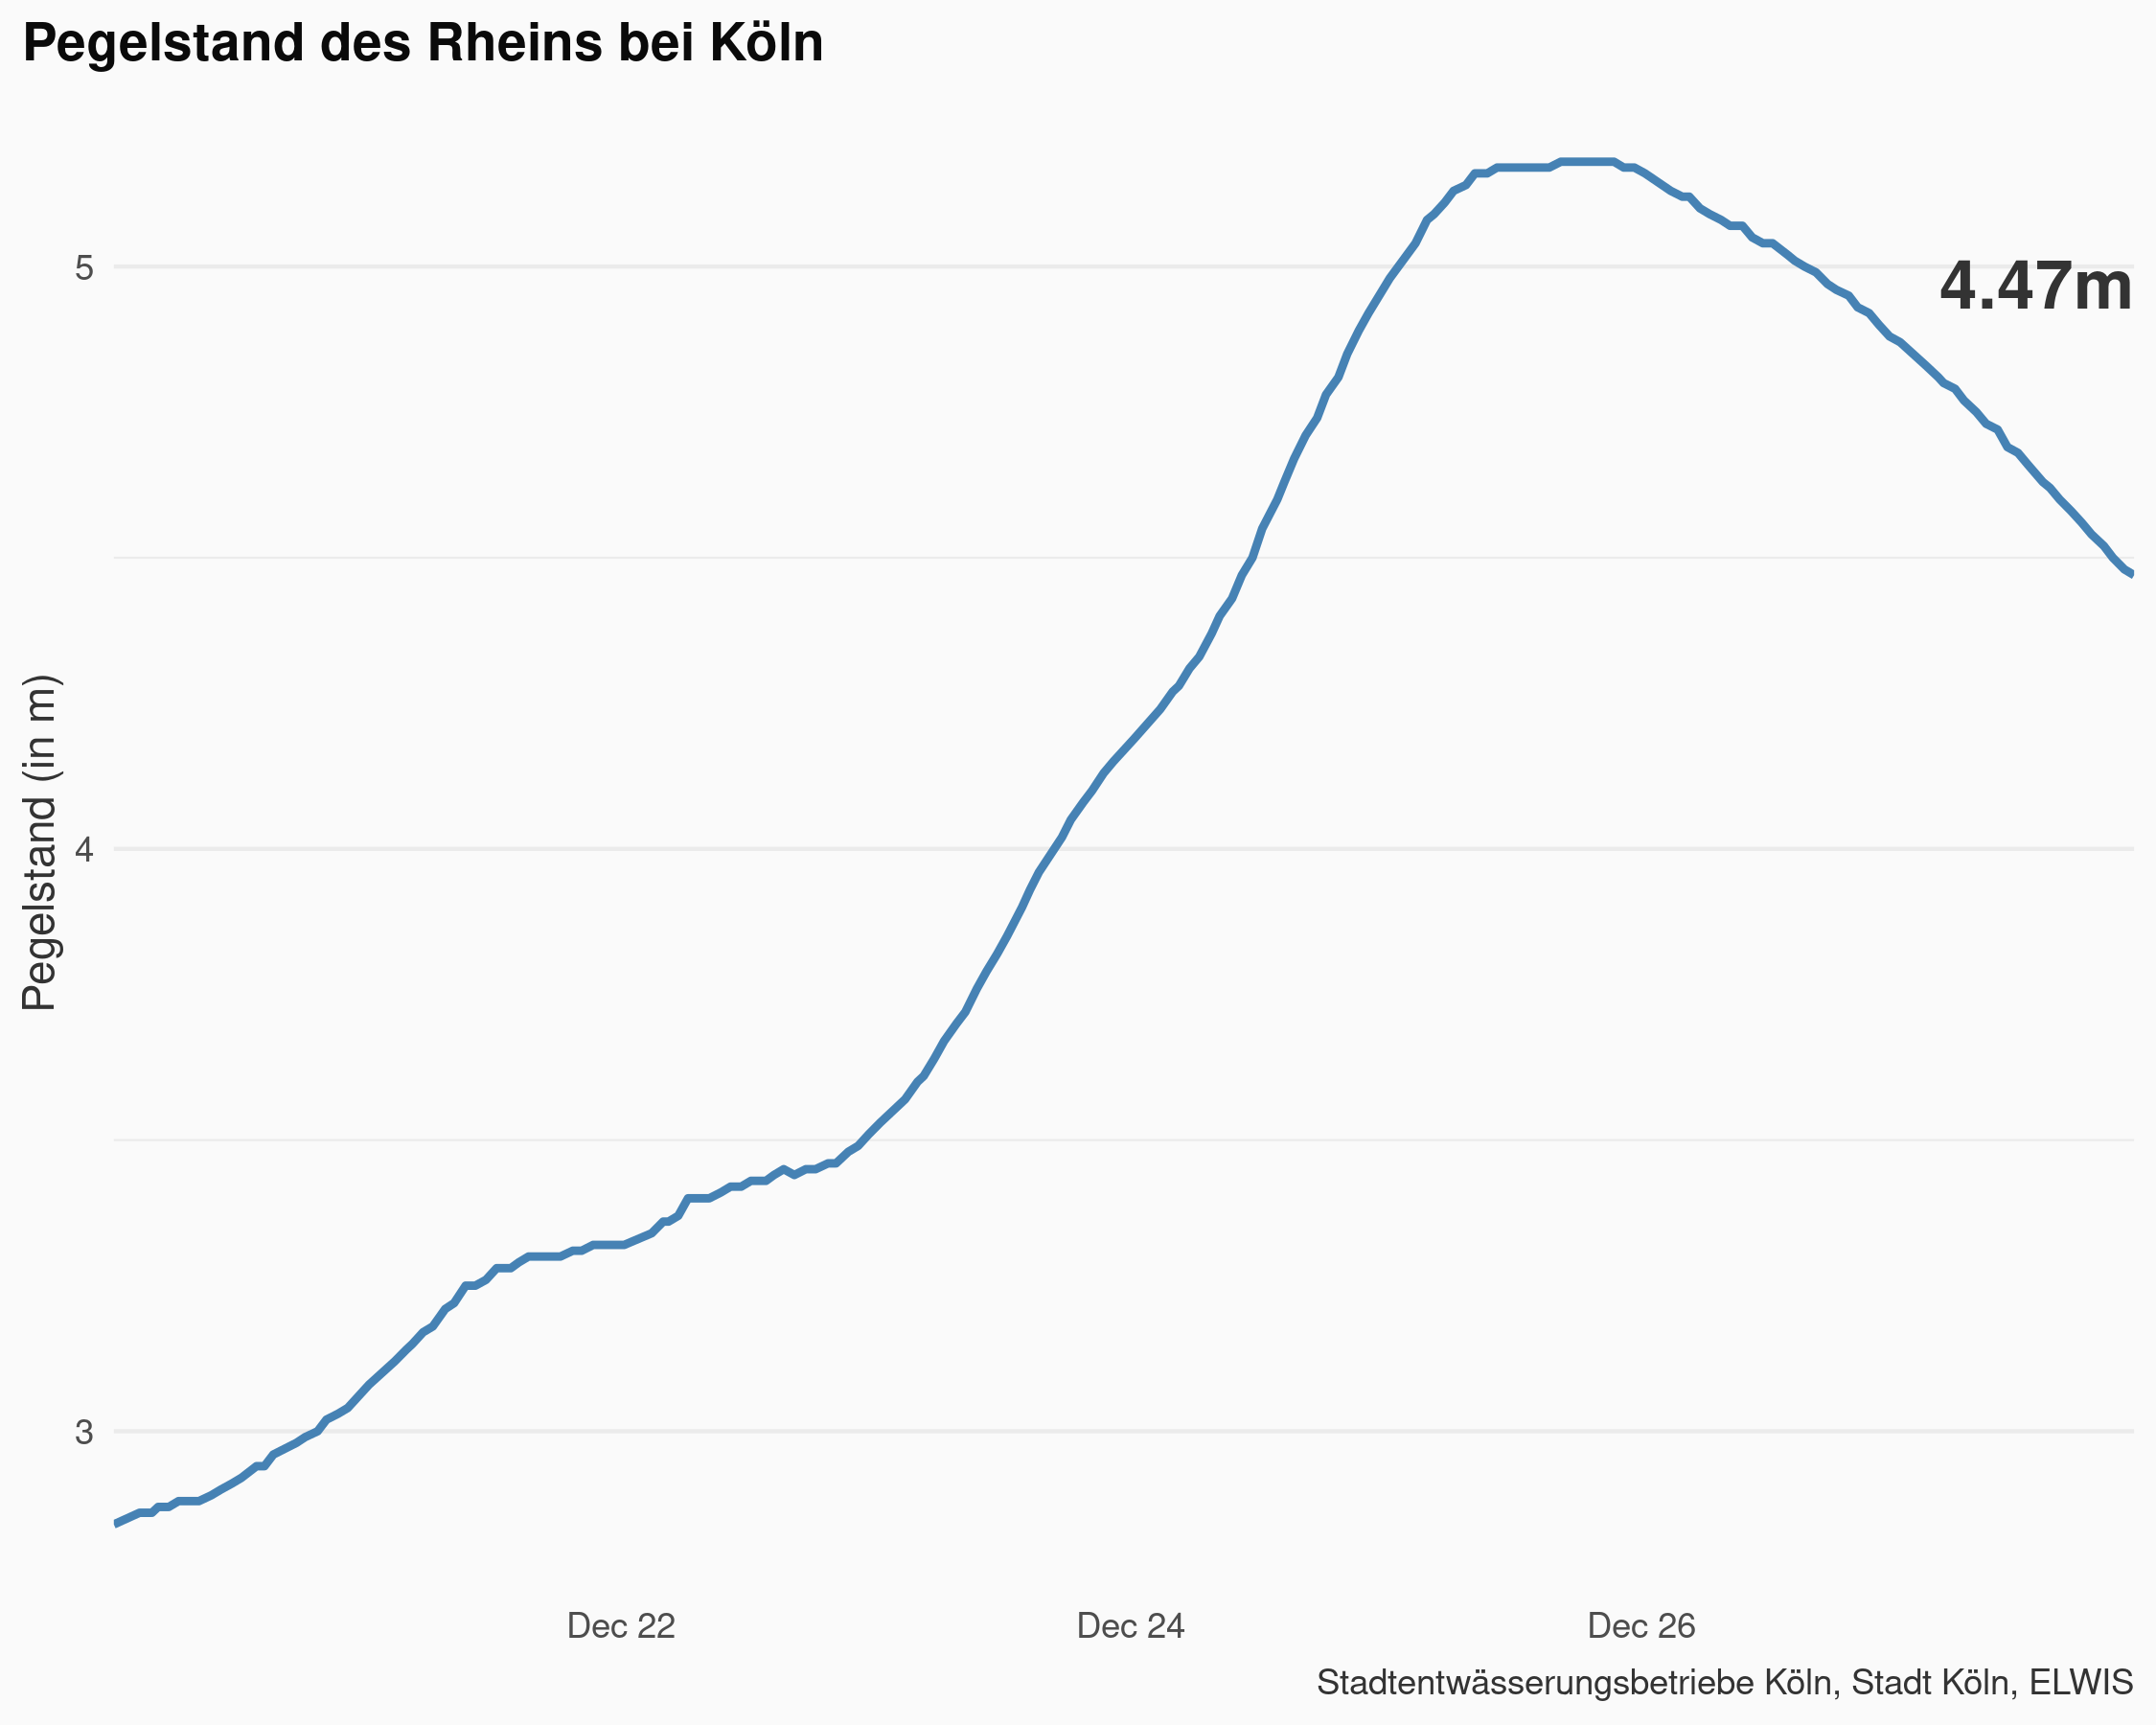 Pegelstand des Rheins bei Köln
Pegelstand (in m)
5
4
3
4.47m
Dec 22
Dec 24
Dec 26
Stadtentwässerungsbetriebe Köln, Stadt Köln, ELWIS